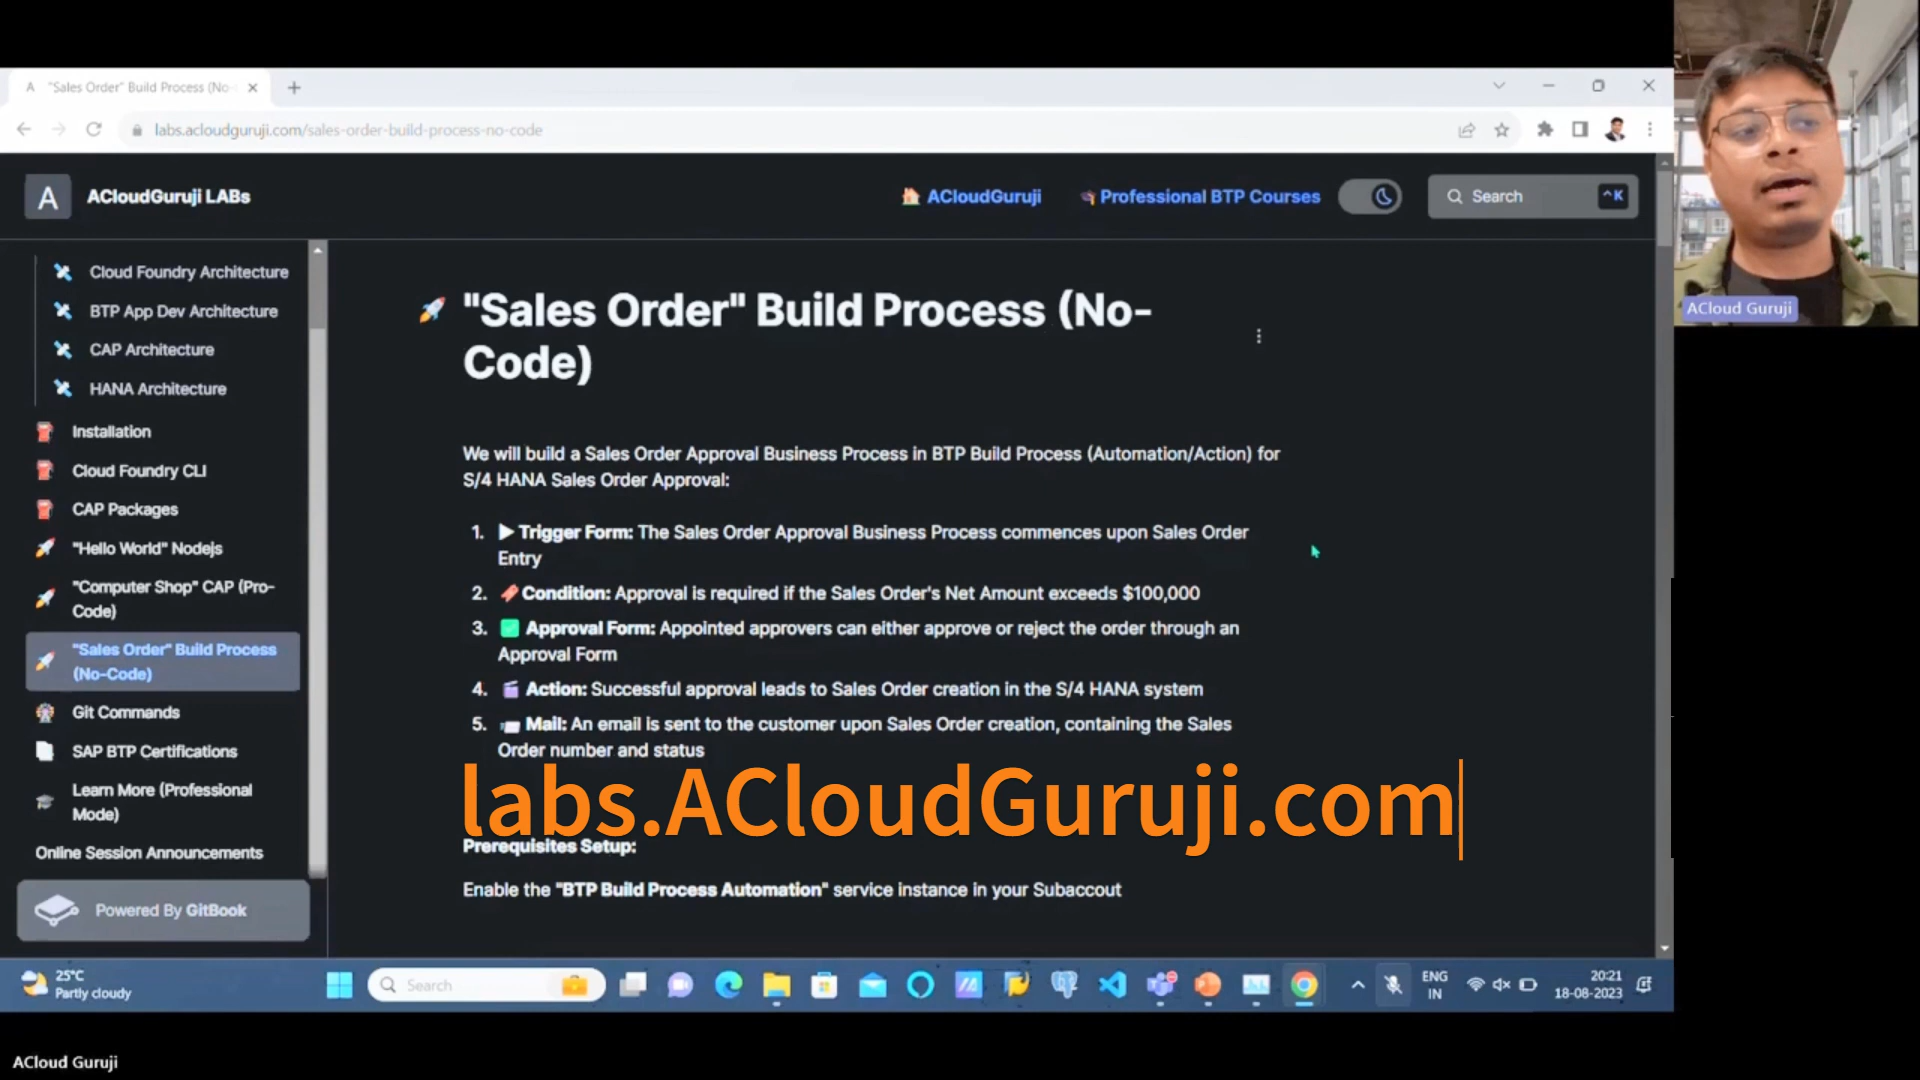 A "Sales Order" Build Process (No-
labs.acloudguruji.com/sales-order-build-process-no-code
A ACloudGuruji LABs
ACloudGuruji
Professional BTP Courses
Search
^K
Cloud Foundry Architecture
BTP App Dev Architecture
CAP Architecture
HANA Architecture
Installation
Cloud Foundry CLI
CAP Packages
"Hello World" Nodejs
"Computer Shop" CAP (Pro-
Code)
"Sales Order" Build Process
(No-Code)
Git Commands
SAP BTP Certifications
Learn More (Professional
Mode)
Online Session Announcements
Powered By GitBook
"Sales Order" Build Process (No-
Code)
We will build a Sales Order Approval Business Process in BTP Build Process (Automation/Action) for
S/4 HANA Sales Order Approval:
1. Trigger Form: The Sales Order Approval Business Process commences upon Sales Order
Entry
2. Condition: Approval is required if the Sales Order's Net Amount exceeds $100,000
3. Approval Form: Appointed approvers can either approve or reject the order through an
Approval Form
4. Action: Successful approval leads to Sales Order creation in the S/4 HANA system
5. Mail: An email is sent to the customer upon Sales Order creation, containing the Sales
Order number and status
labs.ACloudGuruji.com
Prerequisites Setup:
Enable the "BTP Build Process Automation" service instance in your Subaccout
ACloud Guruji
25°C
Partly cloudy
Search
ENG
IN
20:21
18-08-2023
ACloud Guruji